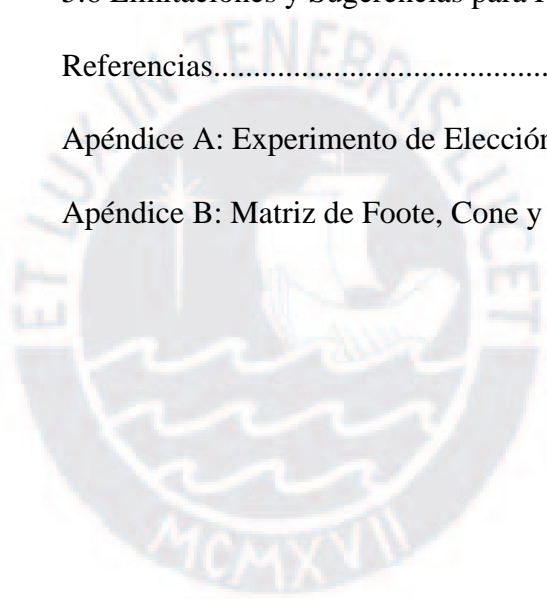 Limitaciones y Sugerencias para
Referencias.....................................
Apéndice A: Experimento de Elección
Apéndice B: Matriz de Foote, Cone y
ET LUX IN TENEBRIS LUCET
MCMXVII